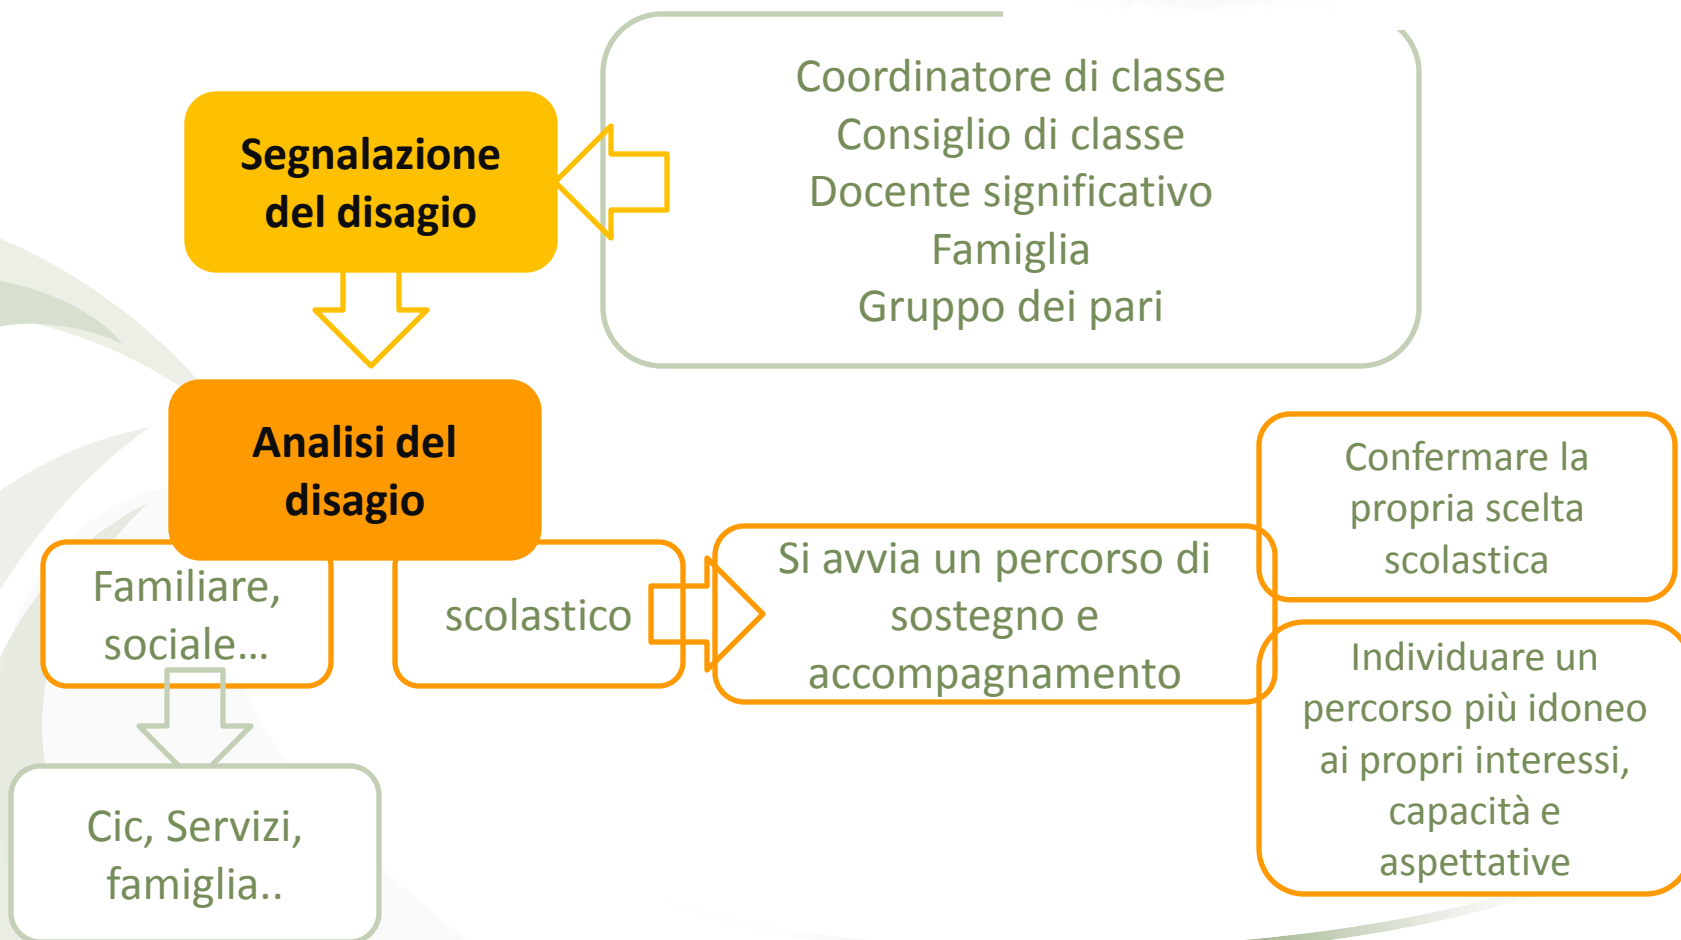 Coordinatore di classe
Consiglio di classe
Docente significativo
Famiglia
Gruppo dei pari
Segnalazione
del disagio
Analisi del
disagio
Familiare,
sociale...
scolastico
Si avvia un percorso di
sostegno e
accompagnamento
Confermare la
propria scelta
scolastica
Individuare un
percorso più idoneo
ai propri interessi,
capacità e
aspettative
Cic, Servizi,
famiglia..